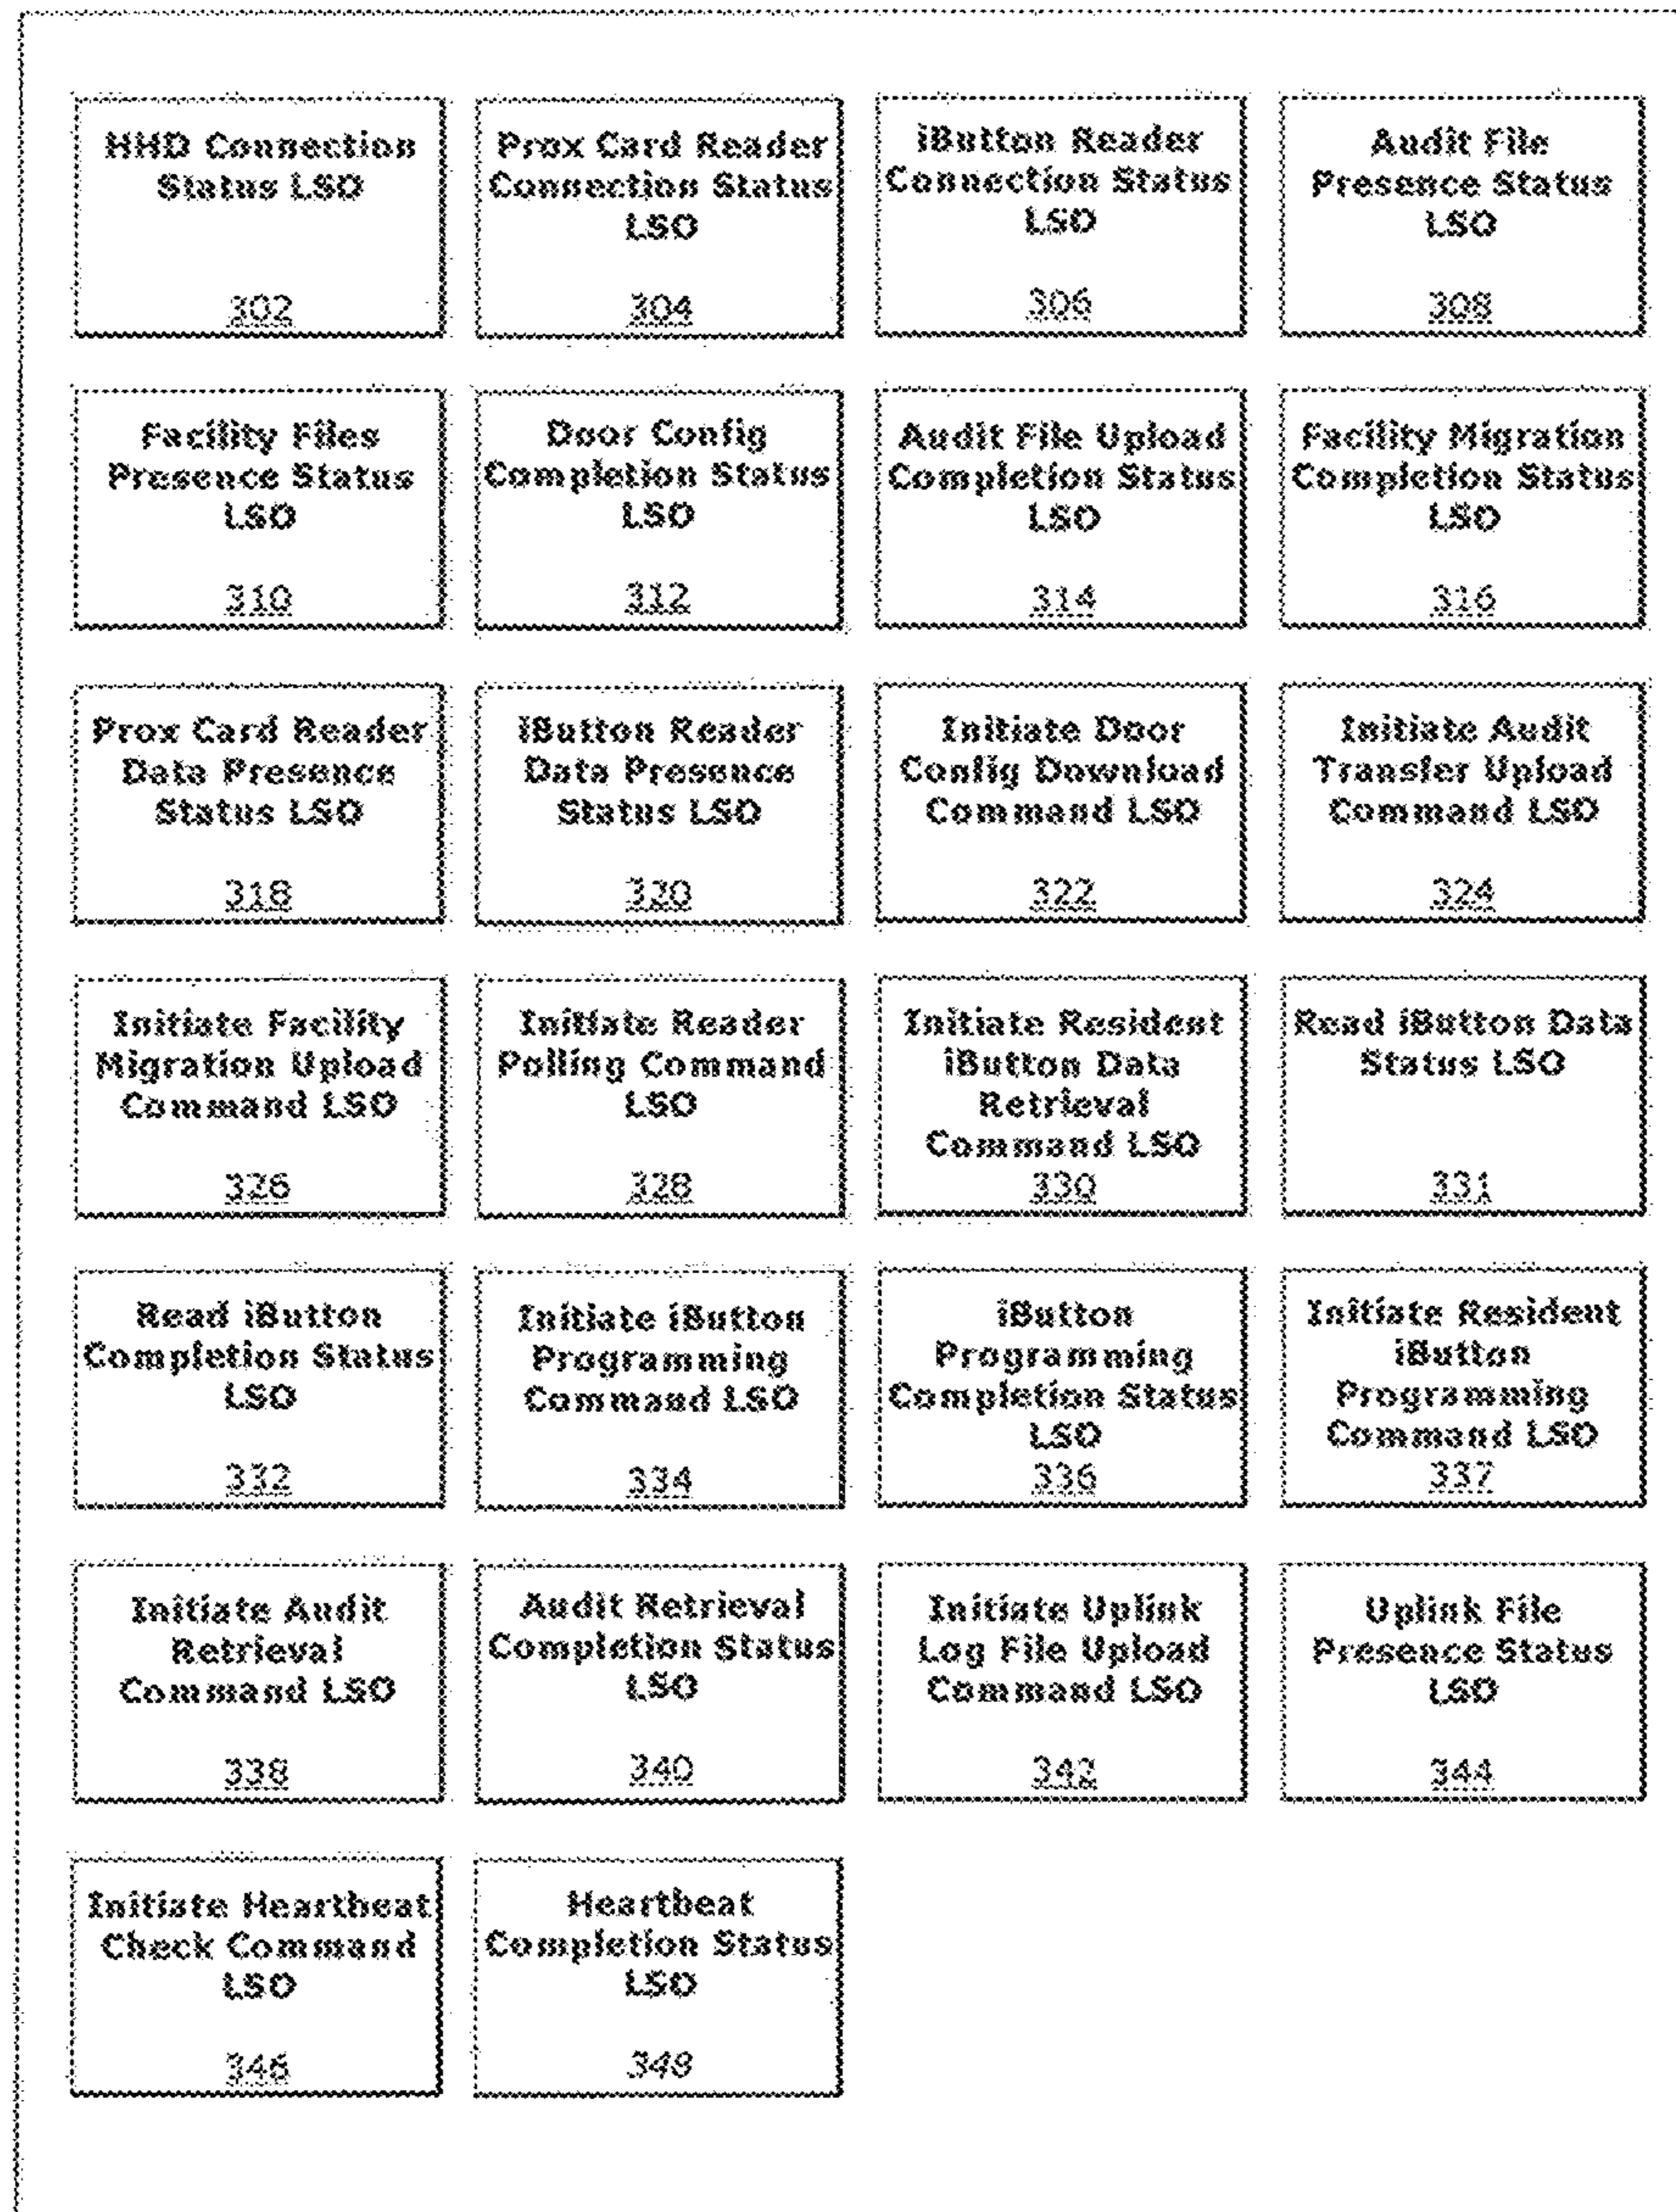 HHD Connection
Status LSO
302
Prox Card Reader
Connection Status
LSO
304
iButton Reader
Connection Status
LSO
306
Audit File
Presence Status
LSO
308
Facility Files
Presence Status
LSO
310
Door Config
Completion Status
LSO
312
Audit File Upload
Completion Status
LSO
314
Facility Migration
Completion Status
LSO
316
Prox Card Reader
Data Presence
Status LSO
318
iButton Reader
Data Presence
Status LSO
320
Initiate Door
Config Download
Command LSO
322
Initiate Audit
Transfer Upload
Command LSO
324
Initiate Facility
Migration Upload
Command LSO
326
Initiate Reader
Polling Command
LSO
328
Initiate Resident
iButton Data
Retrieval
Command LSO
330
Read iButton Data
Status LSO
331
Read iButton
Completion Status
LSO
332
Initiate iButton
Programming
Command LSO
334
iButton
Programming
Completion Status
LSO
336
Initiate Resident
iButton
Programming
Command LSO
337
Initiate Audit
Retrieval
Command LSO
338
Audit Retrieval
Completion Status
LSO
340
Initiate Uplink
Log File Upload
Command LSO
342
Uplink File
Presence Status
LSO
344
Initiate Heartbeat
Check Command
LSO
346
Heartbeat
Completion Status
LSO
348